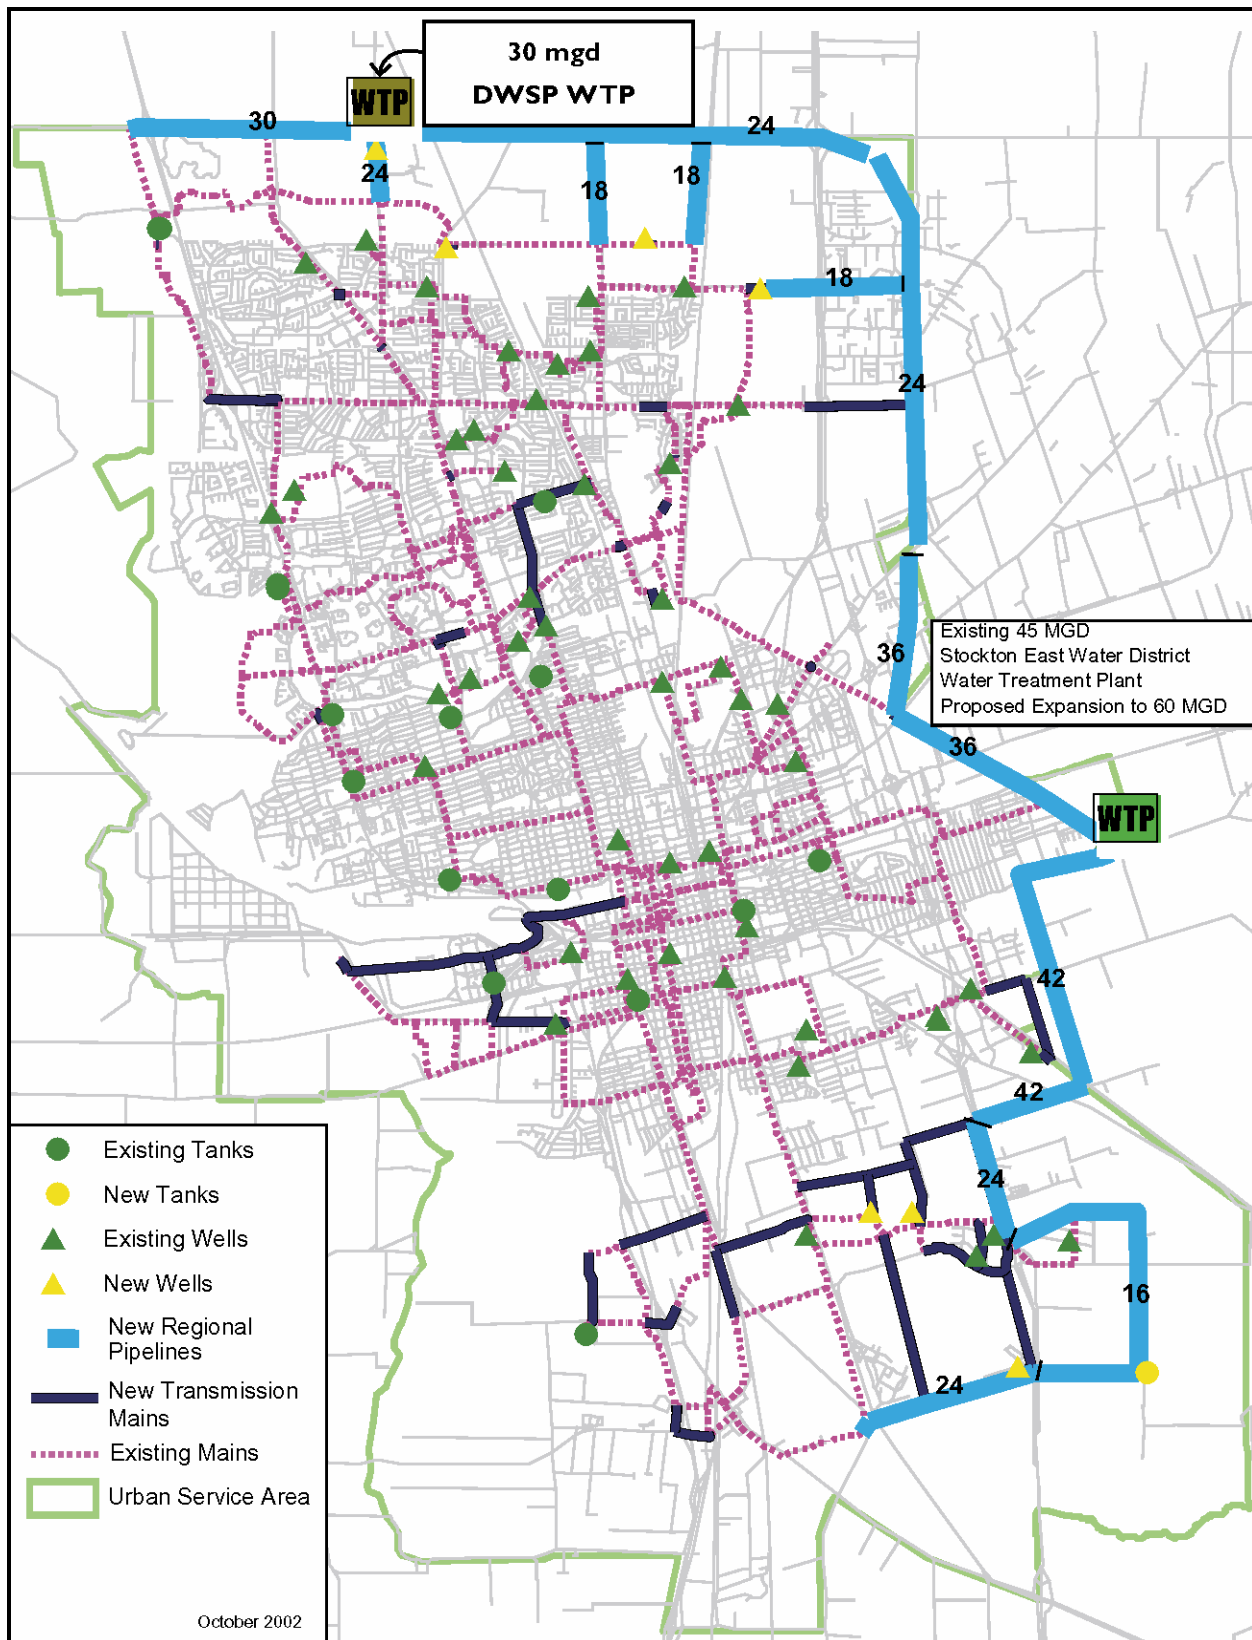 30 mgd
DWSP WTP
WTP
30
24
24
18
18
18
24
36
Existing 45 MGD
Stockton East Water District
Water Treatment Plant
Proposed Expansion to 60 MGD
36
WTP
42
42
24
16
24
Existing Tanks
New Tanks
Existing Wells
New Wells
New Regional
Pipelines
New Transmission
Mains
Existing Mains
Urban Service Area
October 2002